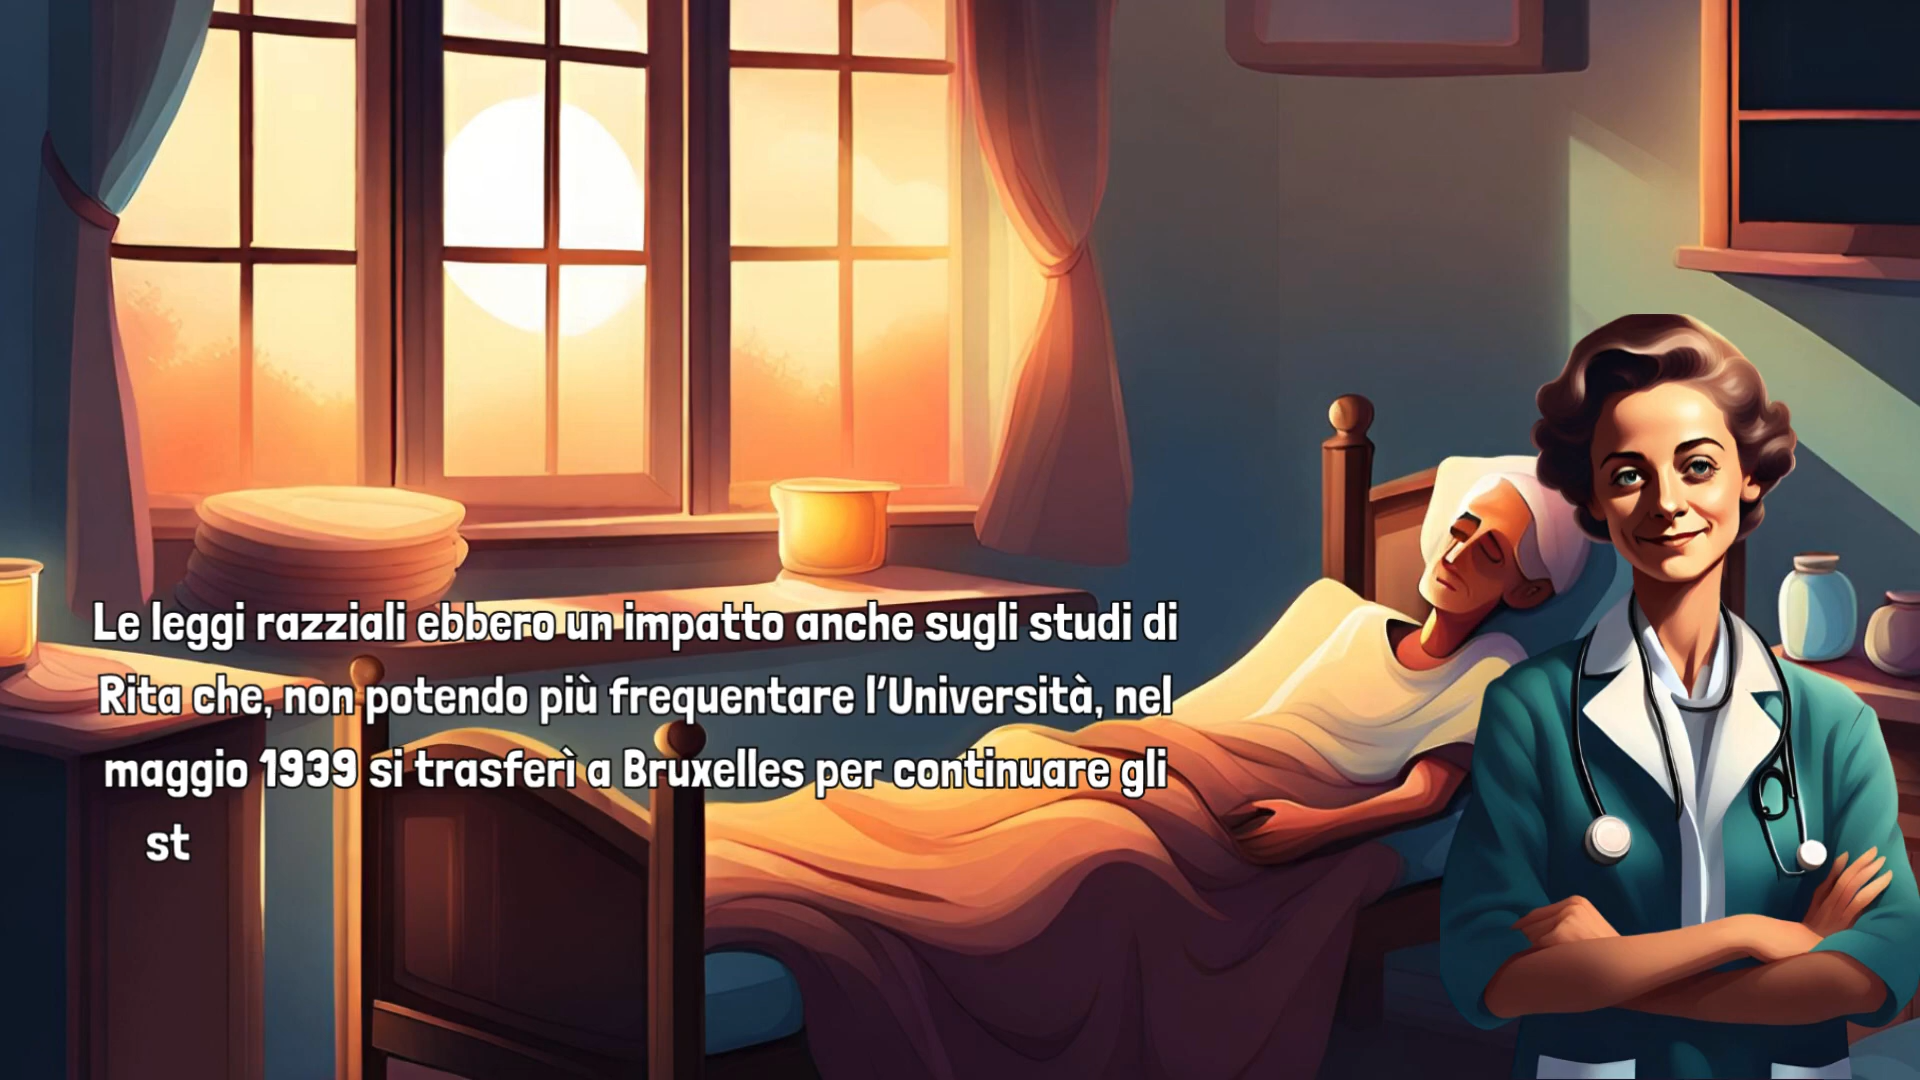 Le leggi razziali ebbero un impatto anche sugli studi di
Rita che, non potendo più frequentare l’Università, nel
maggio 1939 si trasferì a Bruxelles per continuare gli
st